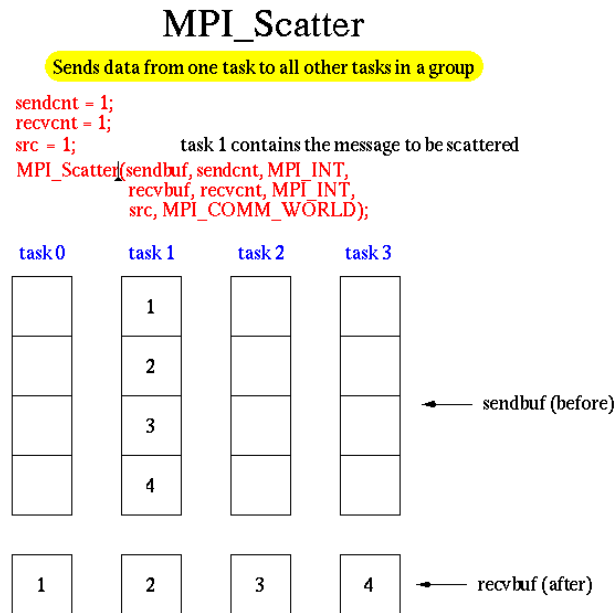 MPI_Scatter
Sends data from one task to all other tasks in a group
sendcnt = 1;
recvcnt = 1;
src = 1; task 1 contains the message to be scattered
MPI_Scatter(sendbuf, sendcnt, MPI_INT,
recvbuf, recvcnt, MPI_INT,
src, MPI_COMM_WORLD);
task 0 task 1 task 2 task 3
1
2
3
4
sendbuf (before)
1 2 3 4 recvbuf (after)